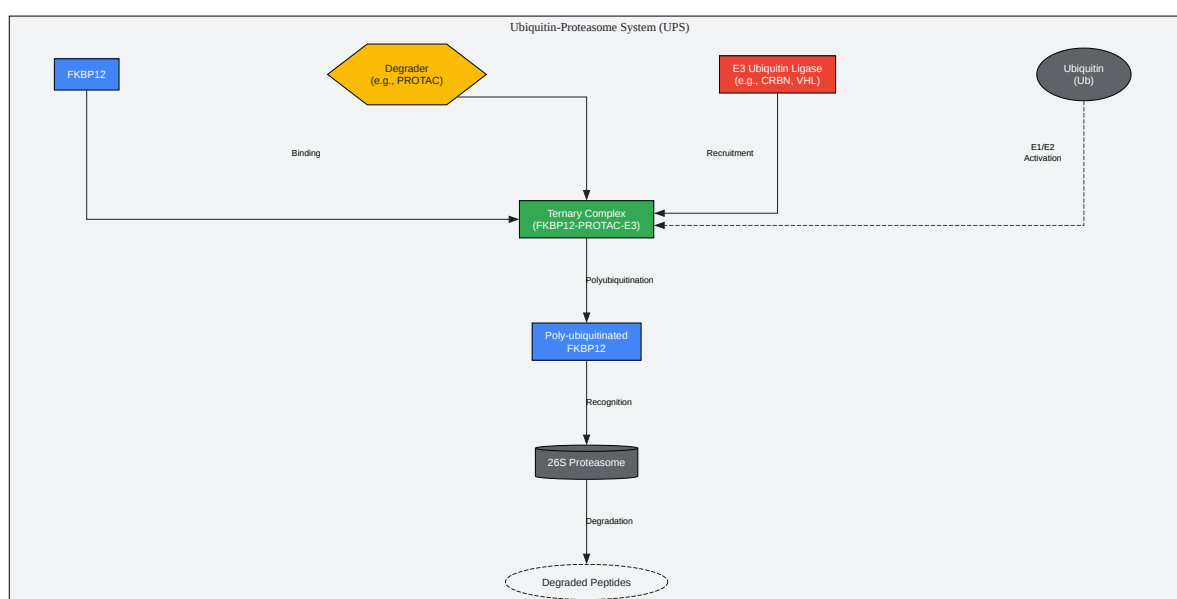 Ubiquitin-Proteasome System (UPS)
FKBP12
Degrader
(e.g., PROTAC)
E3 Ubiquitin Ligase
(e.g., CRBN, VHL)
Ubiquitin
(Ub)
Binding
Recruitment
E1/E2
Activation
Ternary Complex
(FKBP12-PROTAC-E3)
Polyubiquitination
Poly-ubiquitinated
FKBP12
Recognition
26S Proteasome
Degradation
Degraded Peptides